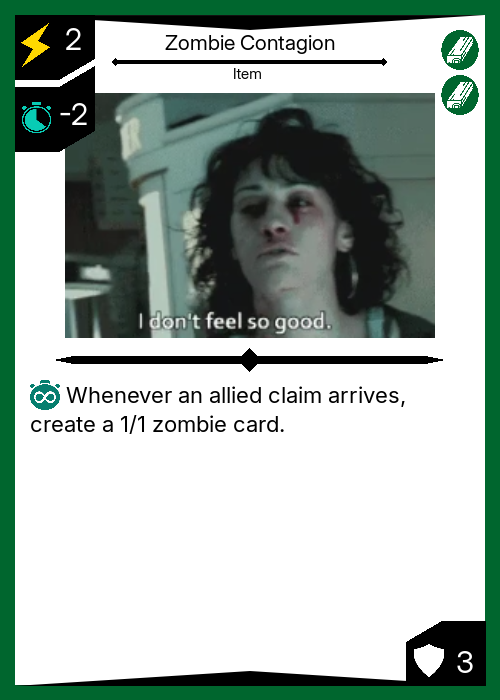 2
Zombie Contagion
Item
-2
I don't feel so good.
Whenever an allied claim arrives,
create a 1/1 zombie card.
3